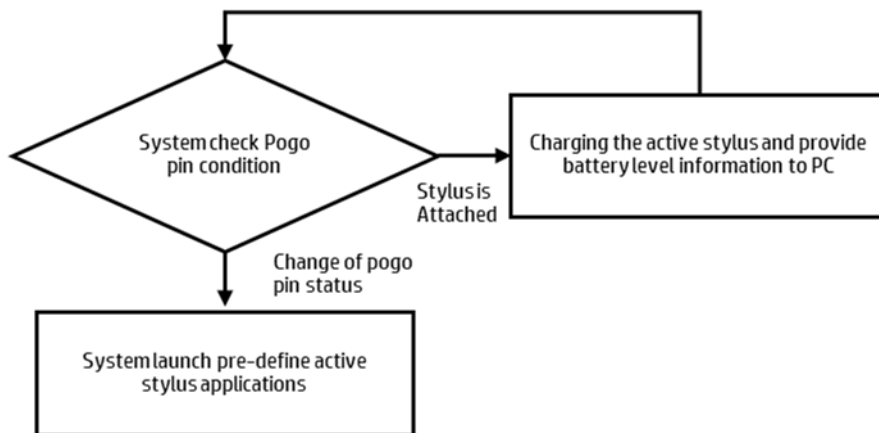 System check Pogo
pin condition
Charging the active stylus and provide
battery level information to PC
Stylus is
Attached
Change of pogo
pin status
System launch pre-define active
stylus applications